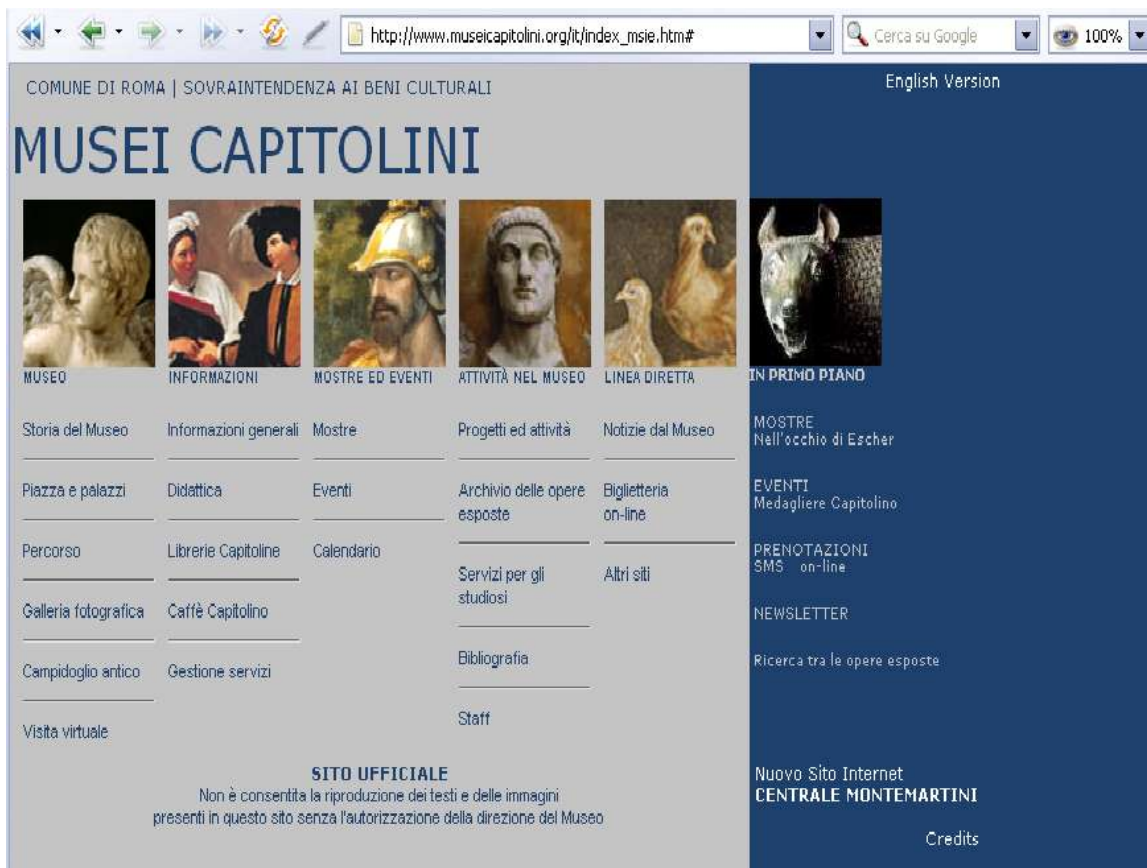 http://www.museicapitolini.org/it/index_msie.htm#
Cerca su Google
100%
COMUNE DI ROMA | SOVRAINTENDENZA AI BENI CULTURALI
English Version
MUSEI CAPITOLINI
MUSEO
Storia del Museo
Piazza e palazzi
Percorso
Galleria fotografica
Campidoglio antico
Visita virtuale
INFORMAZIONI
Informazioni generali
Didattica
Librerie Capitoline
Caffè Capitolino
Gestione servizi
MOSTRE ED EVENTI
Mostre
Eventi
Calendario
ATTIVITÀ NEL MUSEO
Progetti ed attività
Archivio delle opere
esposte
Servizi per gli
studiosi
Bibliografia
Staff
LINEA DIRETTA
Notizie dal Museo
Biglietteria
on-line
Altri siti
IN PRIMO PIANO
MOSTRE
Nell'occhio di Escher
EVENTI
Medagliere Capitolino
PRENOTAZIONI
SMS on-line
NEWSLETTER
Ricerca tra le opere esposte
SITO UFFICIALE
Non è consentita la riproduzione dei testi e delle immagini
presenti in questo sito senza l'autorizzazione della direzione del Museo
Nuovo Sito Internet
CENTRALE MONTEMARTINI
Credits